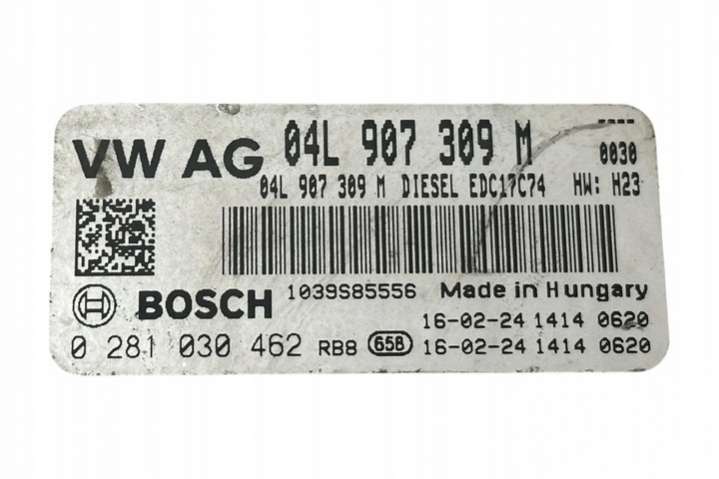 VW AG 04L 907 309 M 0030
04L 907 309 M DIESEL EDC17C74 HW: H23
BOSCH 1039S85556 Made in Hungary
16-02-24 1414 0620
0 281 030 462 RB8 658 16-02-24 1414 0620